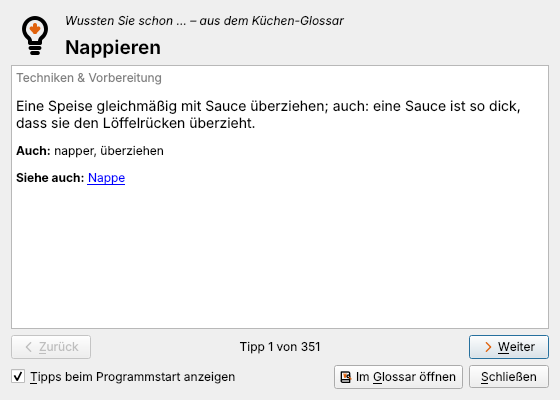 Wussten Sie schon ... – aus dem Küchen-Glossar
Nappieren
Techniken & Vorbereitung
Eine Speise gleichmäßig mit Sauce überziehen; auch: eine Sauce ist so dick,
dass sie den Löffelrücken überzieht.
Auch: napper, überziehen
Siehe auch: Nappe
Zurück
Tipp 1 von 351
Weiter
Tipps beim Programmstart anzeigen
Im Glossar öffnen
Schließen